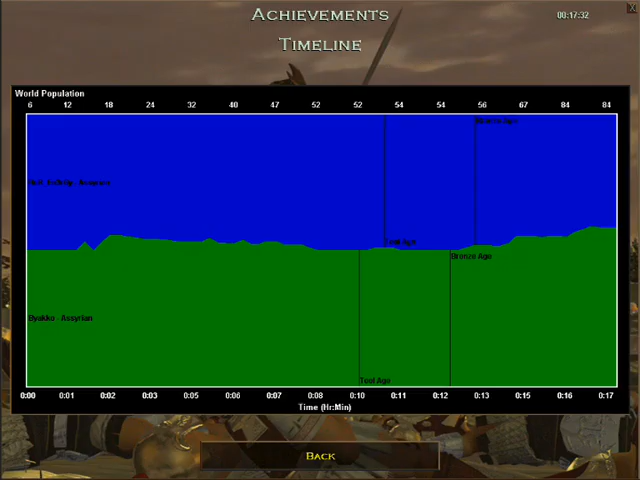 Achievements
00:17:32
X
Timeline
World Population
6 12 18 24 32 40 47 52 52 54 54 56 67 84 84
Bronze Age
- Assyrian
Tool Age
Bronze Age
Byakko - Assyrian
Tool Age
0:00 0:01 0:02 0:03 0:05 0:06 0:07 0:08 0:10 0:11 0:12 0:13 0:15 0:16 0:17
Time (Hr:Min)
Back